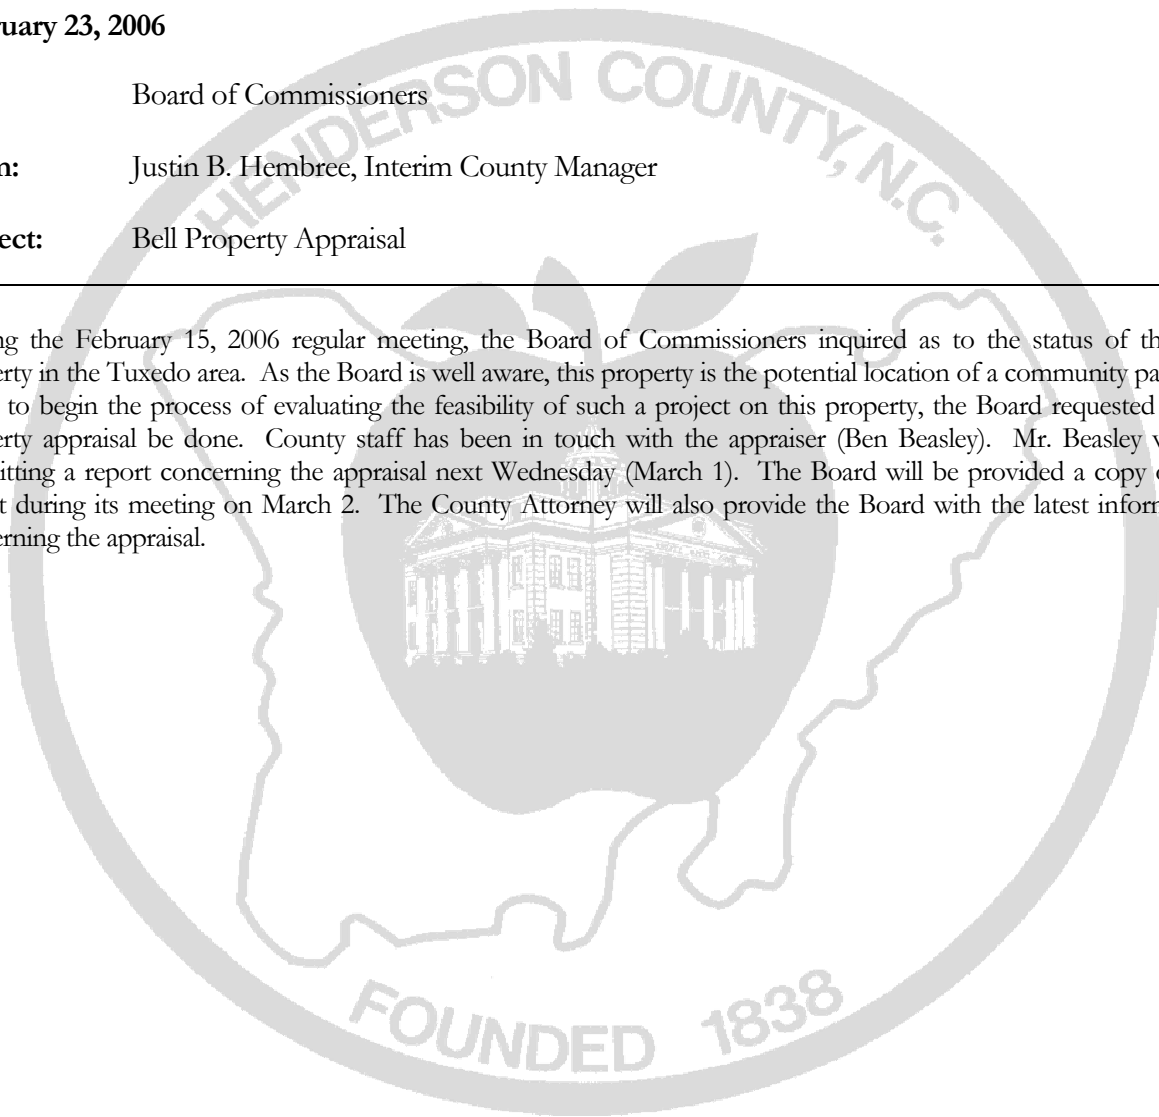 ruary 23, 2006
HENDERSON COUNTY, N.C.
Board of Commissioners
m: Justin B. Hembree, Interim County Manager
ect: Bell Property Appraisal
ng the February 15, 2006 regular meeting, the Board of Commissioners inquired as to the status of th
erty in the Tuxedo area. As the Board is well aware, this property is the potential location of a community pa
to begin the process of evaluating the feasibility of such a project on this property, the Board requested
erty appraisal be done. County staff has been in touch with the appraiser (Ben Beasley). Mr. Beasley w
itting a report concerning the appraisal next Wednesday (March 1). The Board will be provided a copy o
t during its meeting on March 2. The County Attorney will also provide the Board with the latest inform
erning the appraisal.
FOUNDED 1838